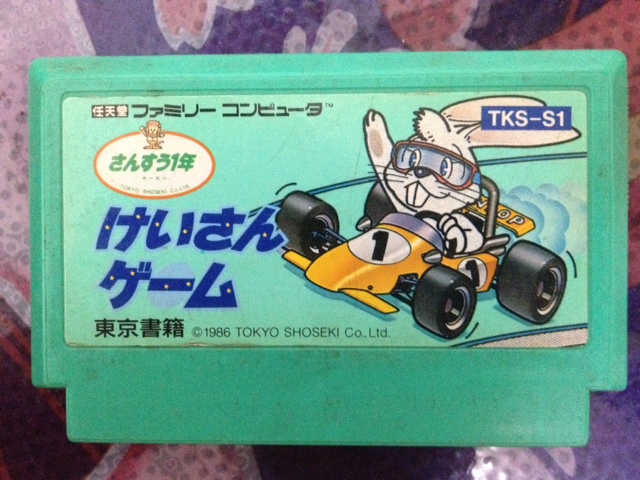 任天堂 ファミリー コンピュータ™
TKS-S1
さんすう1年
TOKYO SHOSEKI Co.,Ltd.
けいさん
ゲーム
1
1
東京書籍 ©1986 TOKYO SHOSEKI Co.,Ltd.